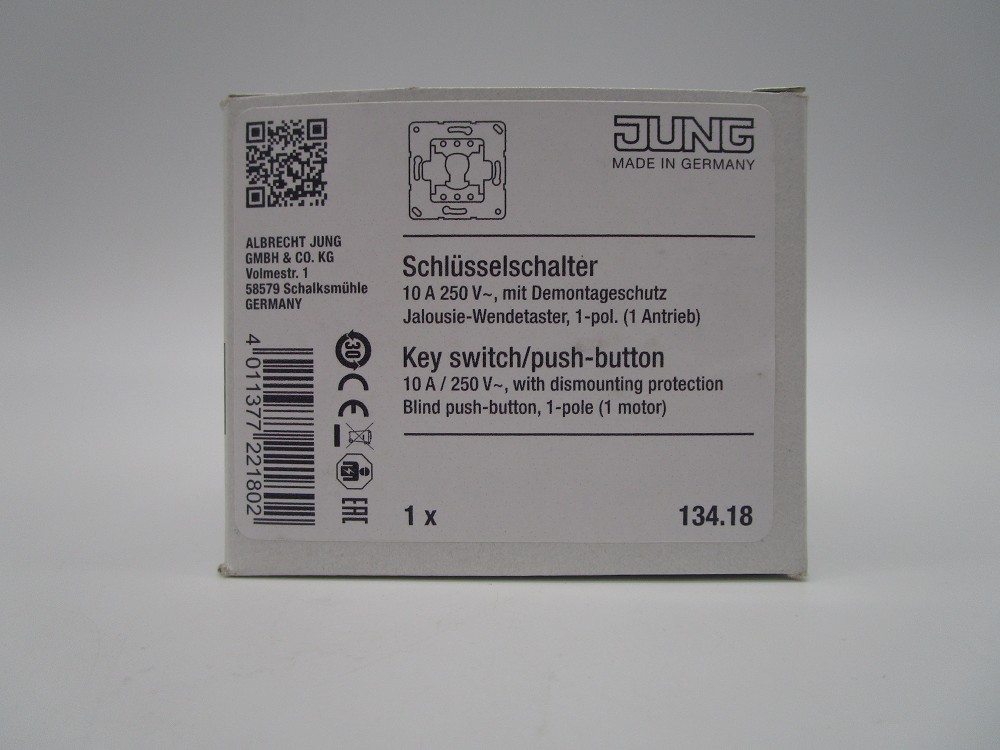 JUNG
MADE IN GERMANY
ALBRECHT JUNG
GMBH & CO. KG
Volmestr. 1
58579 Schalksmühle
GERMANY
Schlüsselschalter
10 A 250 V~, mit Demontageschutz
Jalousie-Wendetaster, 1-pol. (1 Antrieb)
Key switch/push-button
10 A / 250 V~, with dismounting protection
Blind push-button, 1-pole (1 motor)
4 011377 221802
30
CE
EAC
1 x
134.18